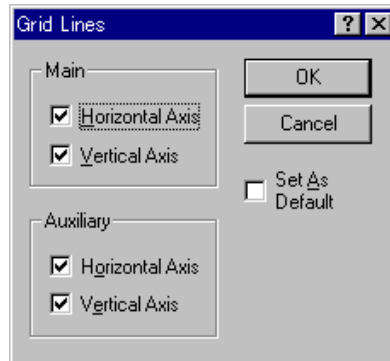 Grid Lines
Main
Horizontal Axis
Vertical Axis
Auxiliary
Horizontal Axis
Vertical Axis
OK
Cancel
Set As
Default